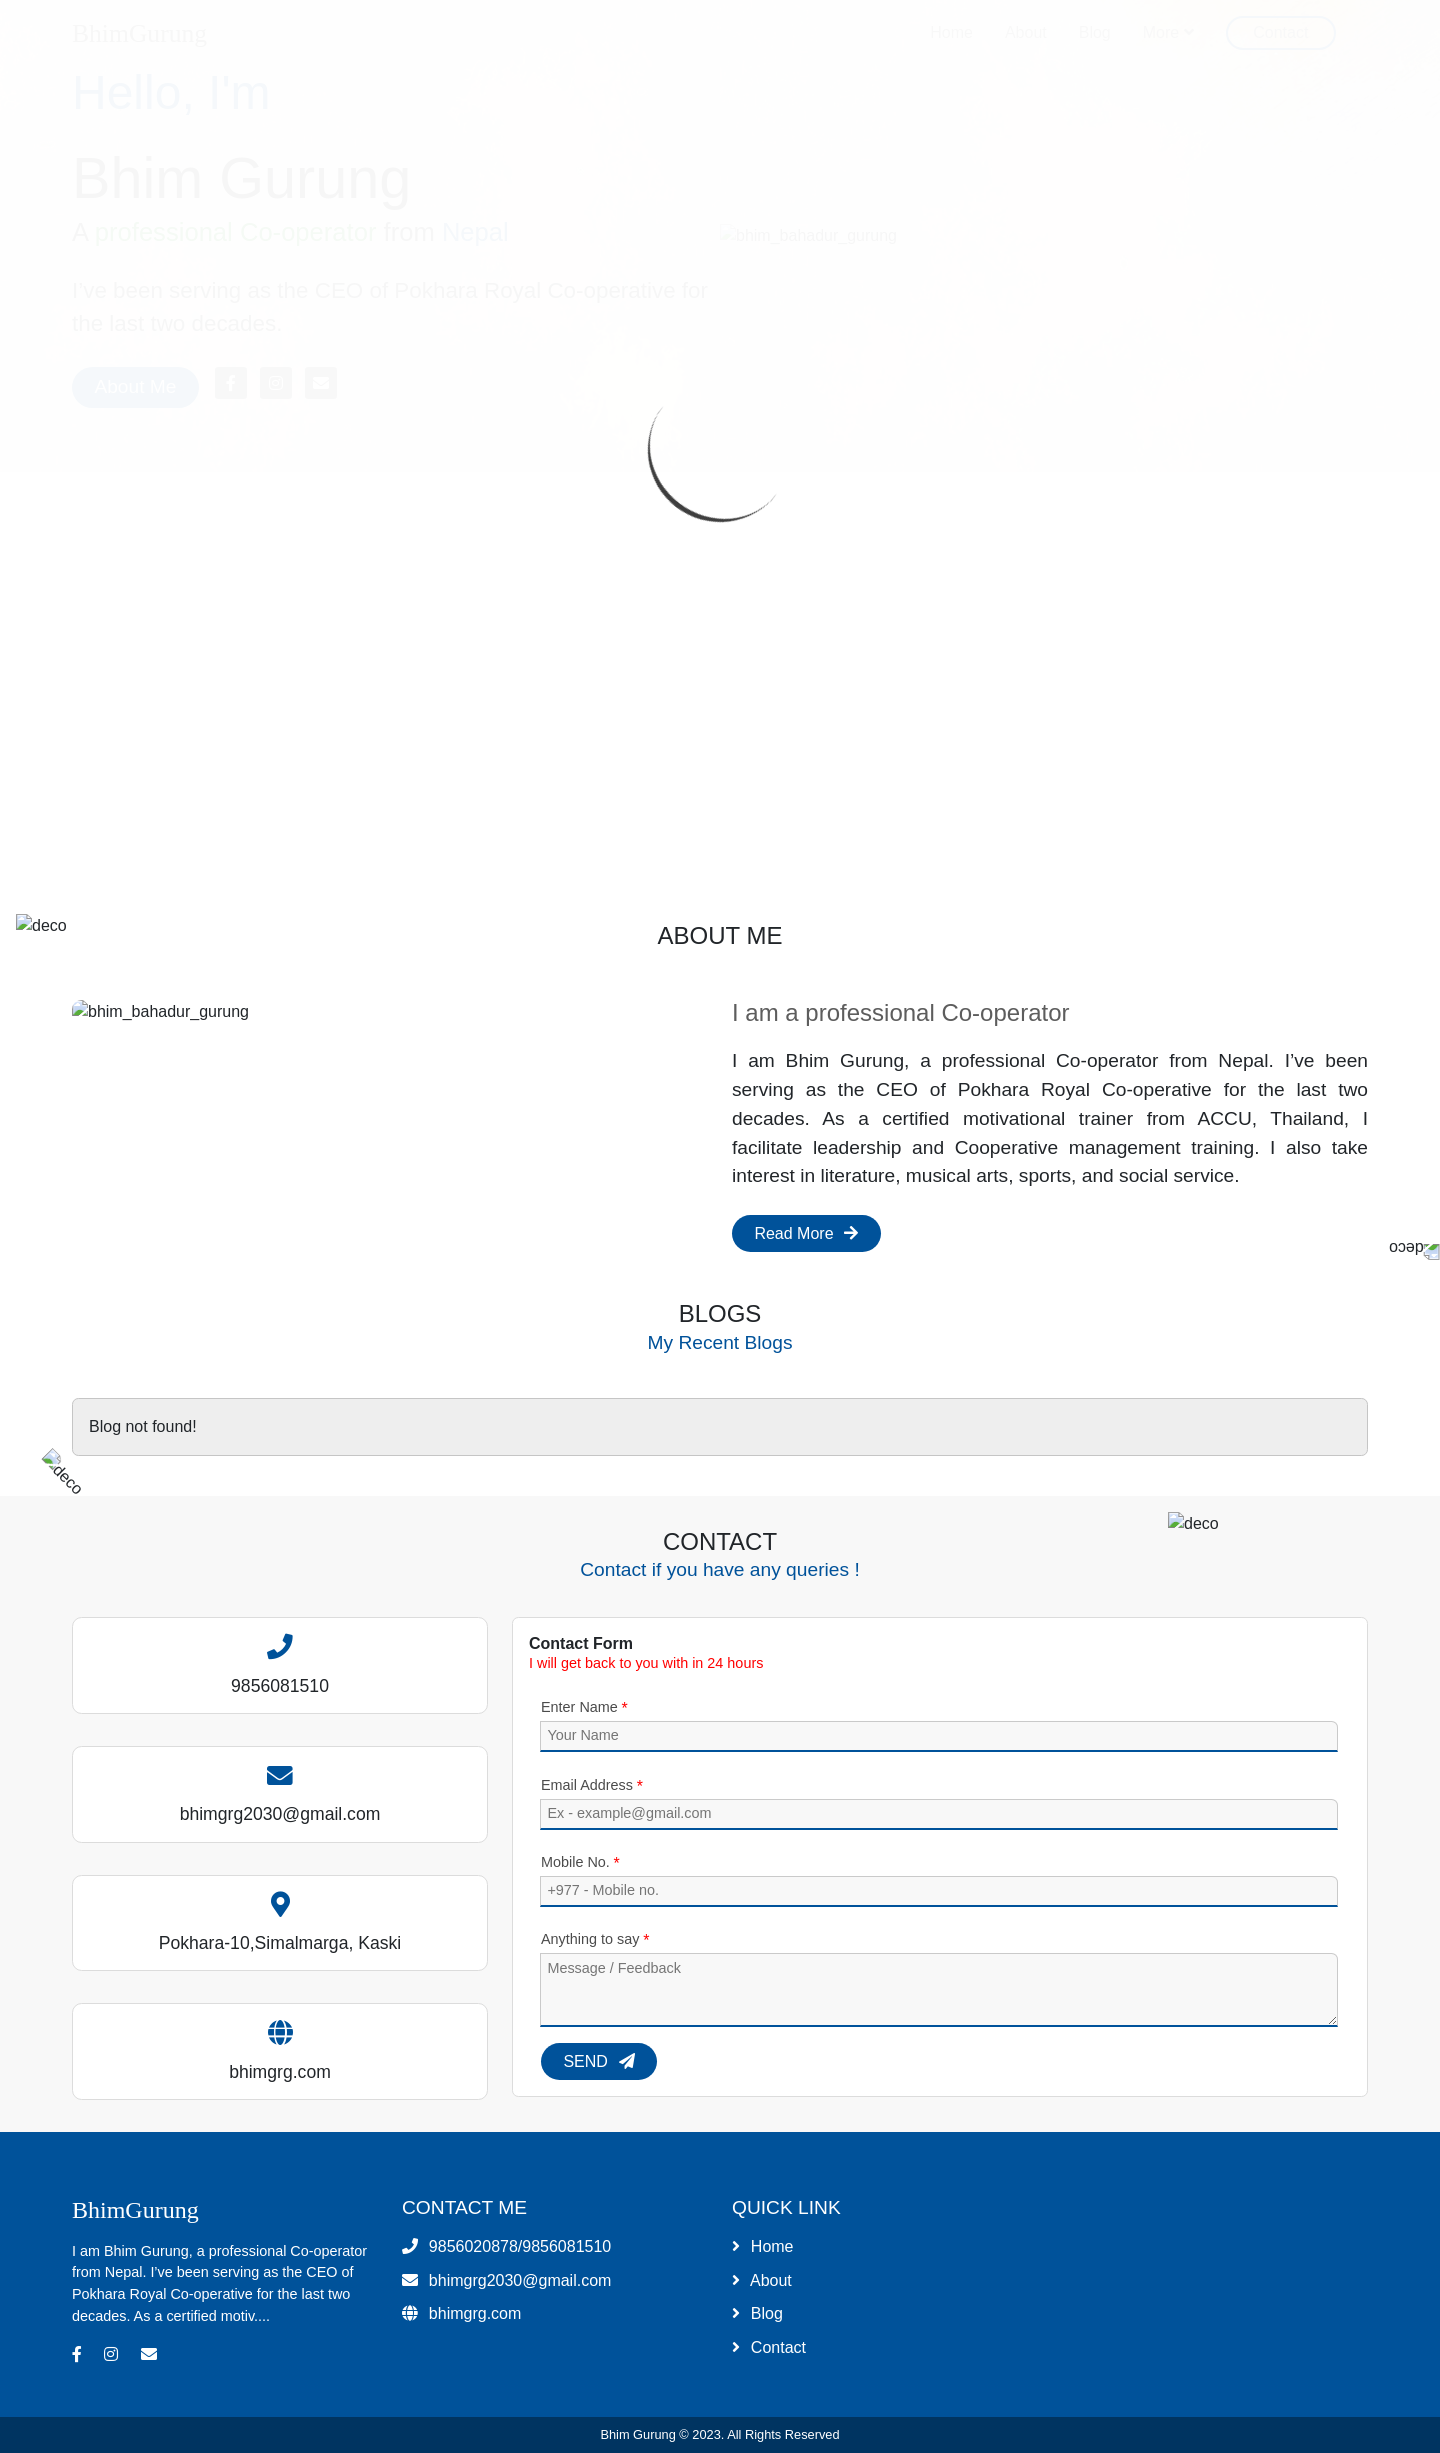 BhimGurung
Home About Blog More Contact
Hello, I'm
Bhim Gurung
A professional Co-operator from Nepal
bhim_bahadur_gurung
I've been serving as the CEO of Pokhara Royal Co-operative for
the last two decades.
About Me
deco
ABOUT ME
bhim_bahadur_gurung
I am a professional Co-operator
I am Bhim Gurung, a professional Co-operator from Nepal. I’ve been
serving as the CEO of Pokhara Royal Co-operative for the last two
decades. As a certified motivational trainer from ACCU, Thailand, I
facilitate leadership and Cooperative management training. I also take
interest in literature, musical arts, sports, and social service.
Read More
deco
BLOGS
My Recent Blogs
Blog not found!
deco
deco
CONTACT
Contact if you have any queries !
9856081510
bhimgrg2030@gmail.com
Pokhara-10,Simalmarga, Kaski
bhimgrg.com
Contact Form
I will get back to you with in 24 hours
Enter Name *
Your Name
Email Address *
Ex - example@gmail.com
Mobile No. *
+977 - Mobile no.
Anything to say *
Message / Feedback
SEND
BhimGurung
I am Bhim Gurung, a professional Co-operator
from Nepal. I’ve been serving as the CEO of
Pokhara Royal Co-operative for the last two
decades. As a certified motiv....
CONTACT ME
9856020878/9856081510
bhimgrg2030@gmail.com
bhimgrg.com
QUICK LINK
Home
About
Blog
Contact
Bhim Gurung © 2023. All Rights Reserved